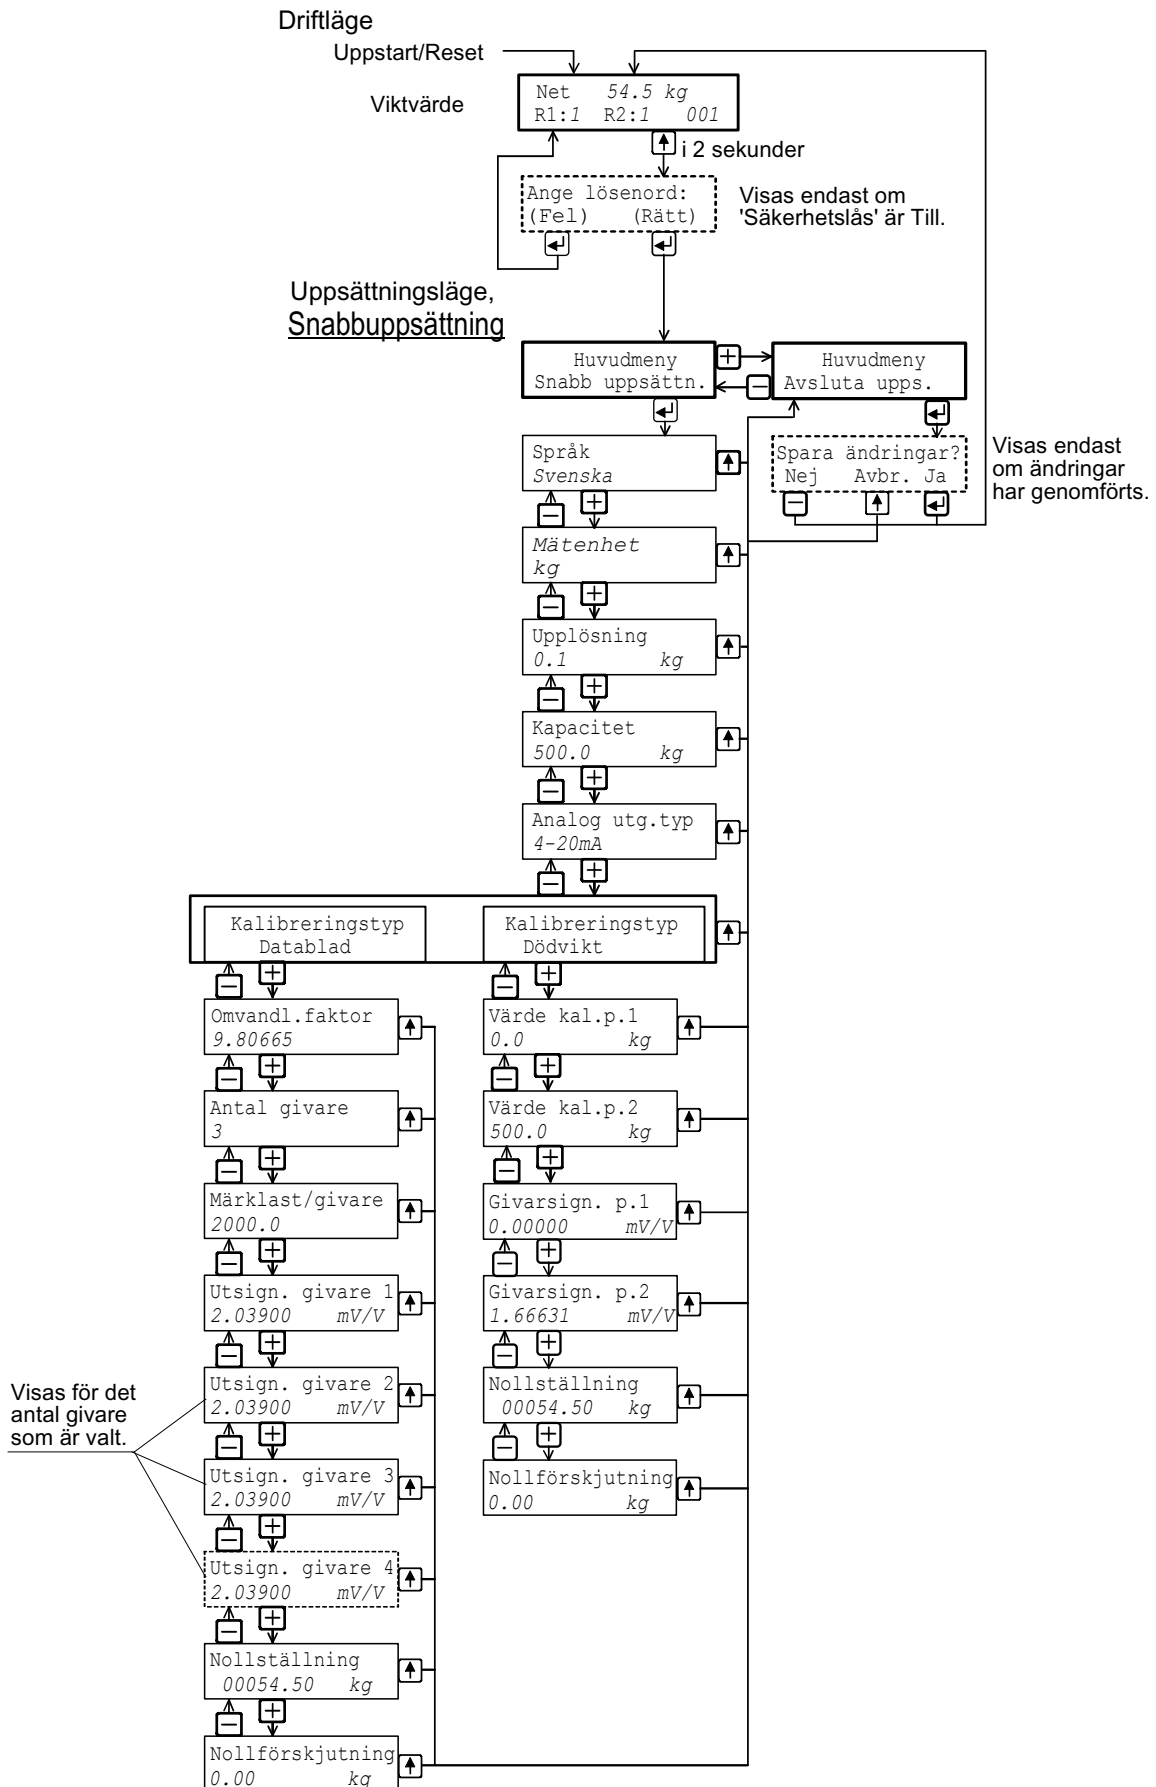 Driftläge
Uppstart/Reset
Viktvärde
Net 54.5 kg
R1:1 R2:1 001
i 2 sekunder
Ange lösenord:
(Fel) (Rätt)
Visas endast om
'Säkerhetslås' är Till.
Uppsättningsläge,
Snabbuppsättning
Huvudmeny
Snabb uppsättn.
+
−
Huvudmeny
Avsluta upps.
Spara ändringar?
Nej Avbr. Ja
−
Visas endast
om ändringar
har genomförts.
Språk
Svenska
− +
Mätenhet
kg
− +
Upplösning
0.1 kg
− +
Kapacitet
500.0 kg
− +
Analog utg.typ
4-20mA
− +
Kalibreringstyp
Datablad
− +
Omvandl.faktor
9.80665
− +
Antal givare
3
− +
Märklast/givare
2000.0
− +
Utsign. givare 1
2.03900 mV/V
− +
Utsign. givare 2
2.03900 mV/V
− +
Utsign. givare 3
2.03900 mV/V
− +
Utsign. givare 4
2.03900 mV/V
− +
Nollställning
00054.50 kg
− +
Nollförskjutning
0.00 kg
Visas för det
antal givare
som är valt.
Kalibreringstyp
Dödvikt
− +
Värde kal.p.1
0.0 kg
− +
Värde kal.p.2
500.0 kg
− +
Givarsign. p.1
0.00000 mV/V
− +
Givarsign. p.2
1.66631 mV/V
− +
Nollställning
00054.50 kg
− +
Nollförskjutning
0.00 kg